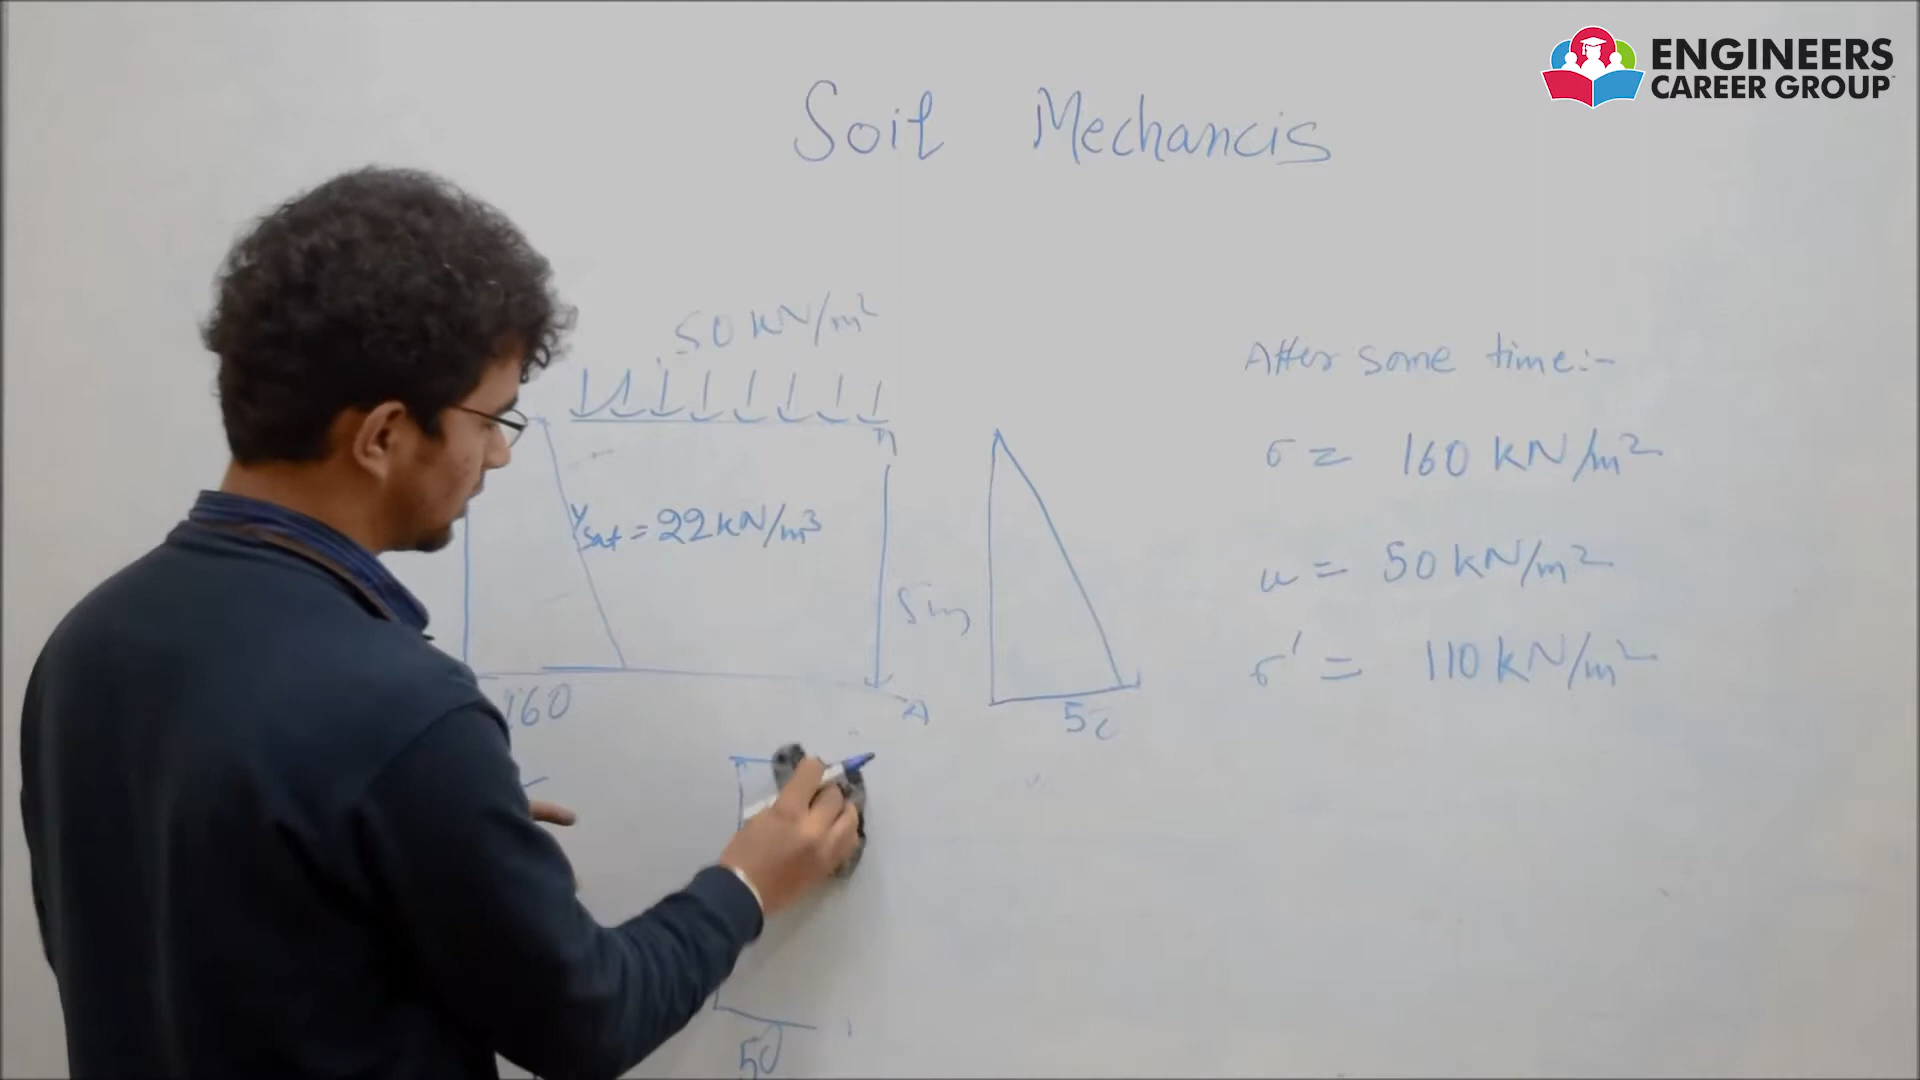 ENGINEERS
CAREER GROUP
Soil Mechancis
50 kN/m²
After some time:-
σ = 160 kN/m²
γsat = 22 kN/m³
u = 50 kN/m²
5m
σ' = 110 kN/m²
160
A
50